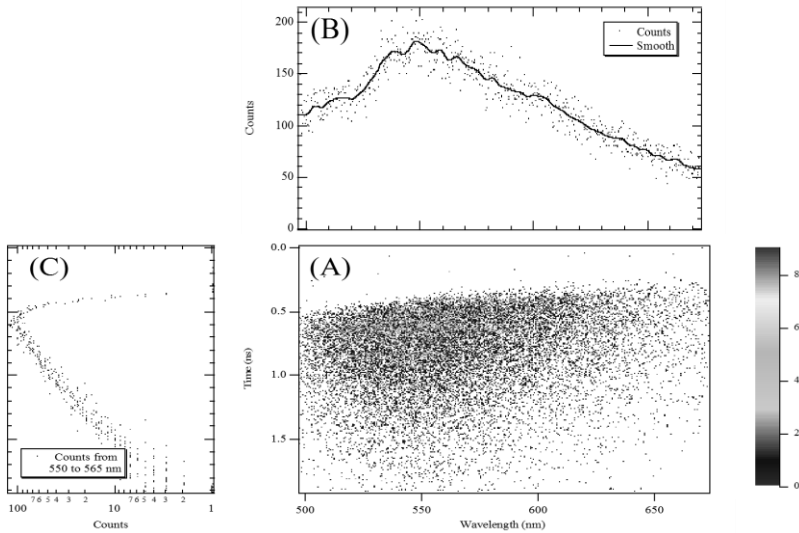 (B)
Counts
Smooth
200
150
100
50
0
Counts
(C)
Counts from
550 to 565 nm
100
7 6 5 4 3 2
10
7 6 5 4 3 2
1
Counts
(A)
0.0
0.5
1.0
1.5
Time (ns)
500
550
600
650
Wavelength (nm)
8
6
4
2
0